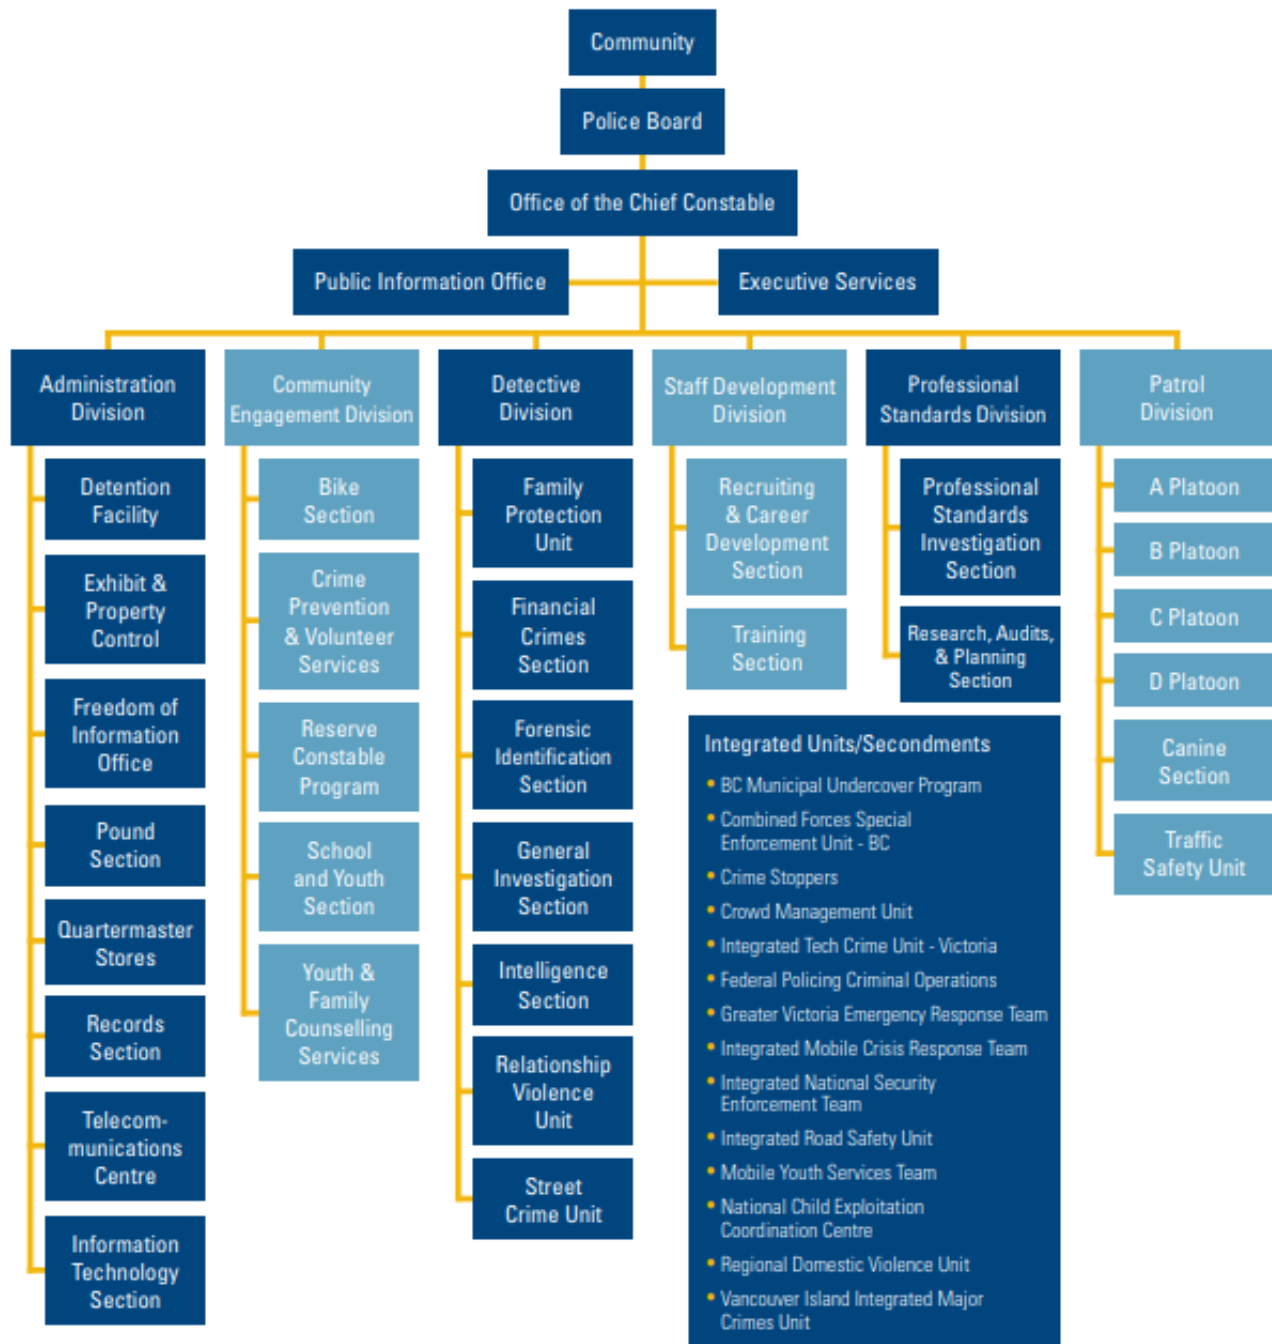 Community
Police Board
Office of the Chief Constable
Public Information Office
Executive Services
Administration
Division
Detention
Facility
Exhibit &
Property
Control
Freedom of
Information
Office
Pound
Section
Quartermaster
Stores
Records
Section
Telecom-
munications
Centre
Information
Technology
Section
Community
Engagement Division
Bike
Section
Crime
Prevention
& Volunteer
Services
Reserve
Constable
Program
School
and Youth
Section
Youth &
Family
Counselling
Services
Detective
Division
Family
Protection
Unit
Financial
Crimes
Section
Forensic
Identification
Section
General
Investigation
Section
Intelligence
Section
Relationship
Violence
Unit
Street
Crime Unit
Staff Development
Division
Recruiting
& Career
Development
Section
Training
Section
Professional
Standards Division
Professional
Standards
Investigation
Section
Research, Audits,
& Planning
Section
Patrol
Division
A Platoon
B Platoon
C Platoon
D Platoon
Canine
Section
Traffic
Safety Unit
Integrated Units/Secondments
• BC Municipal Undercover Program
• Combined Forces Special
Enforcement Unit - BC
• Crime Stoppers
• Crowd Management Unit
• Integrated Tech Crime Unit - Victoria
• Federal Policing Criminal Operations
• Greater Victoria Emergency Response Team
• Integrated Mobile Crisis Response Team
• Integrated National Security
Enforcement Team
• Integrated Road Safety Unit
• Mobile Youth Services Team
• National Child Exploitation
Coordination Centre
• Regional Domestic Violence Unit
• Vancouver Island Integrated Major
Crimes Unit